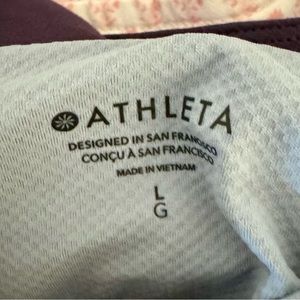 ATHLETA
DESIGNED IN SAN FRANCISCO
CONÇU À SAN FRANCISCO
MADE IN VIETNAM
L
G